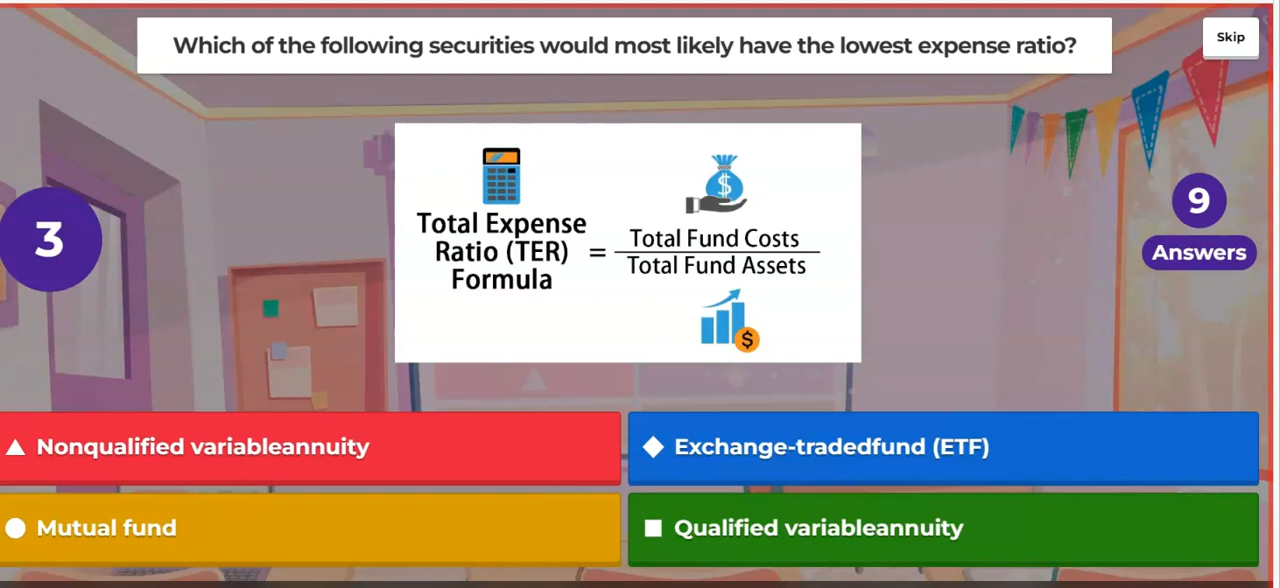 Which of the following securities would most likely have the lowest expense ratio?
Skip
Total Expense
Ratio (TER)
Formula
=
Total Fund Costs
Total Fund Assets
$
$
3
9
Answers
Nonqualified variableannuity
Exchange-tradedfund (ETF)
Mutual fund
Qualified variableannuity